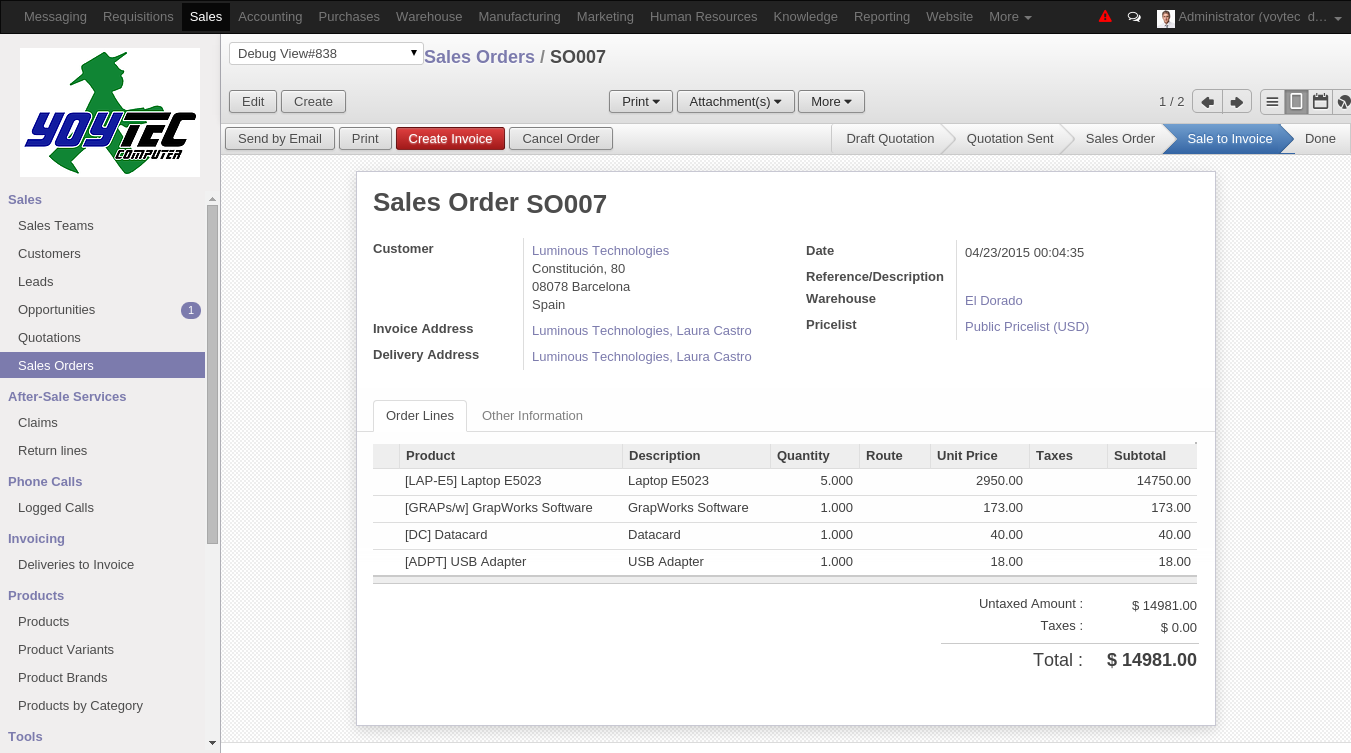 Messaging Requisitions Sales Accounting Purchases Warehouse Manufacturing Marketing Human Resources Knowledge Reporting Website More Administrator (yoytec_d...
YOYTEC
COMPUTER
Debug View#838
Sales Orders / SO007
Edit Create
Print Attachment(s) More
1 / 2
Send by Email Print Create Invoice Cancel Order
Draft Quotation Quotation Sent Sales Order Sale to Invoice Done
Sales
Sales Teams
Customers
Leads
Opportunities 1
Quotations
Sales Orders
After-Sale Services
Claims
Return lines
Phone Calls
Logged Calls
Invoicing
Deliveries to Invoice
Products
Products
Product Variants
Product Brands
Products by Category
Tools
Sales Order SO007
Customer Luminous Technologies
Constitución, 80
08078 Barcelona
Spain
Invoice Address Luminous Technologies, Laura Castro
Delivery Address Luminous Technologies, Laura Castro
Date 04/23/2015 00:04:35
Reference/Description
Warehouse El Dorado
Pricelist Public Pricelist (USD)
Order Lines Other Information
Product Description Quantity Route Unit Price Taxes Subtotal
[LAP-E5] Laptop E5023 Laptop E5023 5.000 2950.00 14750.00
[GRAPs/w] GrapWorks Software GrapWorks Software 1.000 173.00 173.00
[DC] Datacard Datacard 1.000 40.00 40.00
[ADPT] USB Adapter USB Adapter 1.000 18.00 18.00
Untaxed Amount : $ 14981.00
Taxes : $ 0.00
Total : $ 14981.00